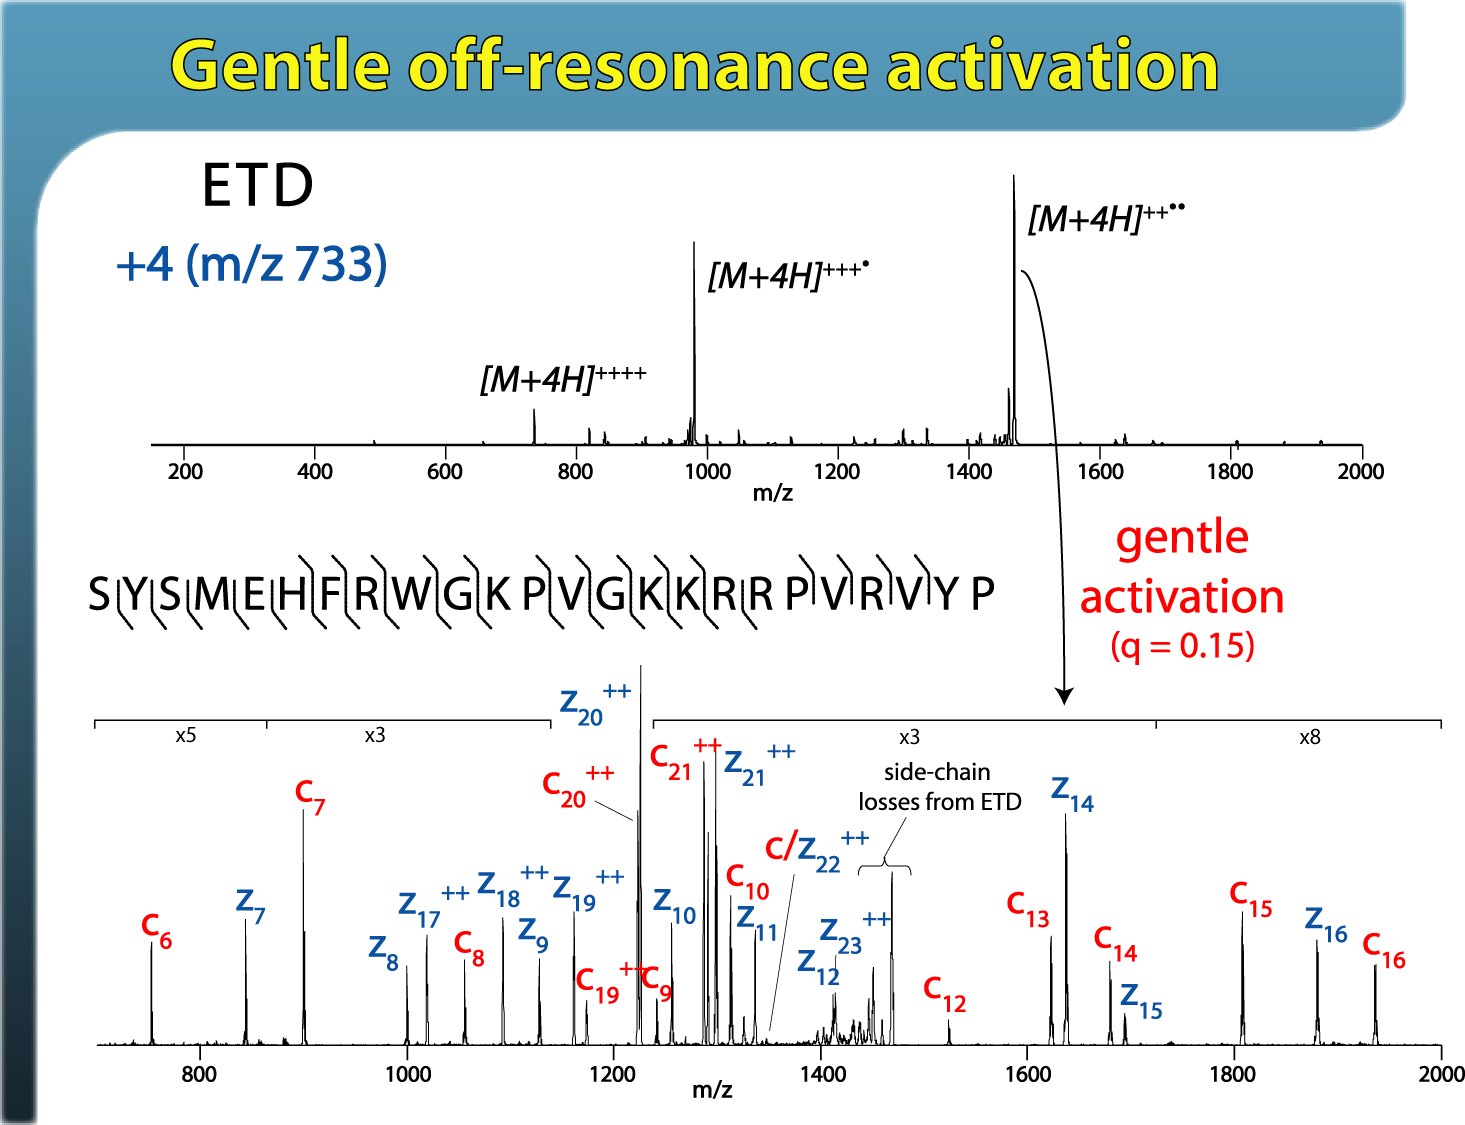 Gentle off-resonance activation
ETD
+4 (m/z 733)
[M+4H]++++
[M+4H]+++•
[M+4H]++••
200 400 600 800 1000 1200 1400 1600 1800 2000
m/z
gentle
activation
(q = 0.15)
SYSMEHFRWGKPVGKKRRPVRVYP
x5 x3 x3 x8
Z20++
C20++
C21++
Z21++
side-chain
losses from ETD
Z14
C7
c/Z22++
C6
Z7
Z8
Z17++
C8
Z18++
Z9
Z19++
C19++
C9
Z10
C10
Z11
Z12
Z23++
C12
C13
C14
Z15
C15
Z16
C16
800 1000 1200 1400 1600 1800 2000
m/z